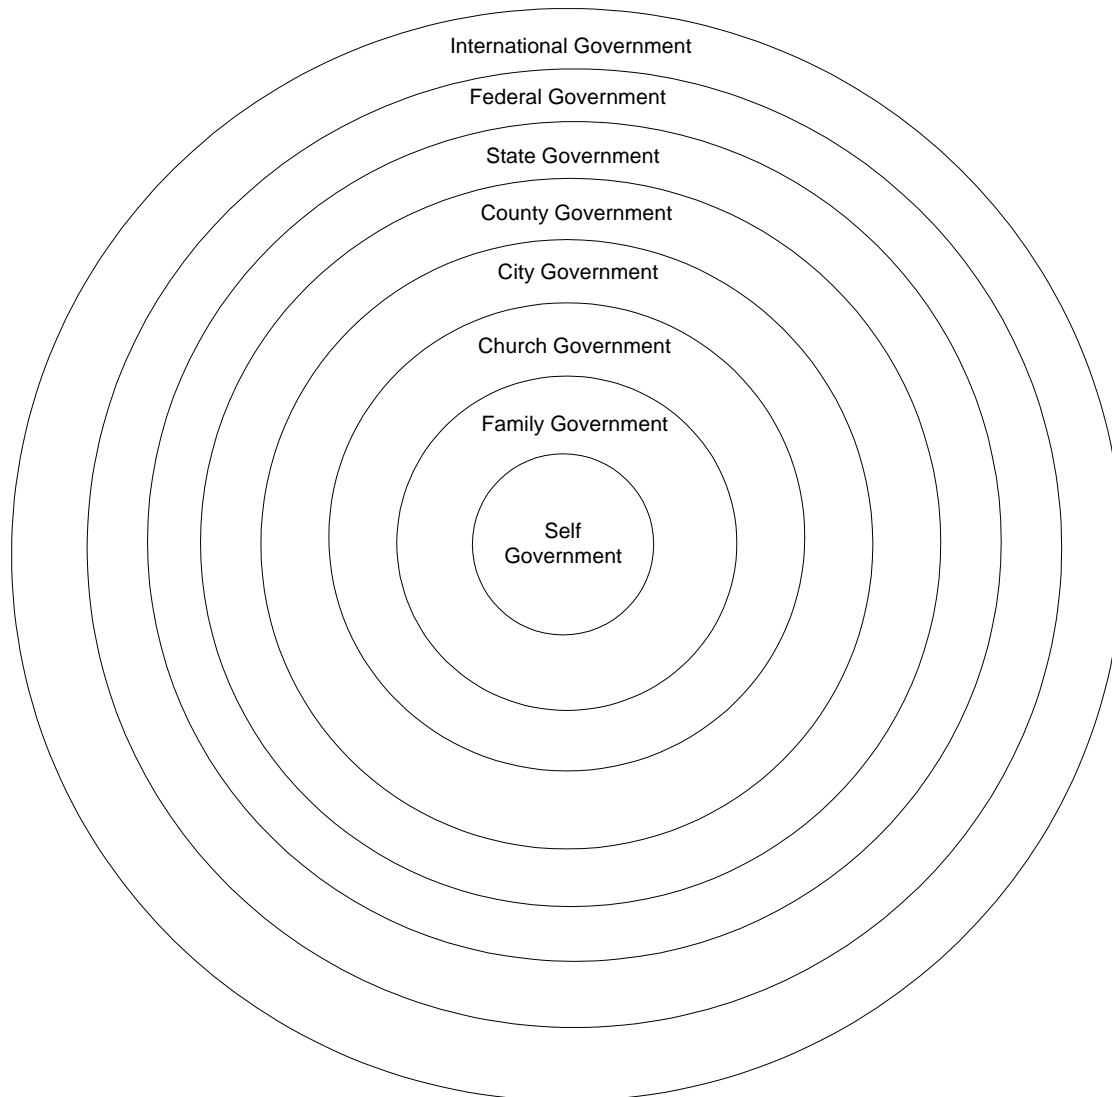 International Government
Federal Government
State Government
County Government
City Government
Church Government
Family Government
Self
Government